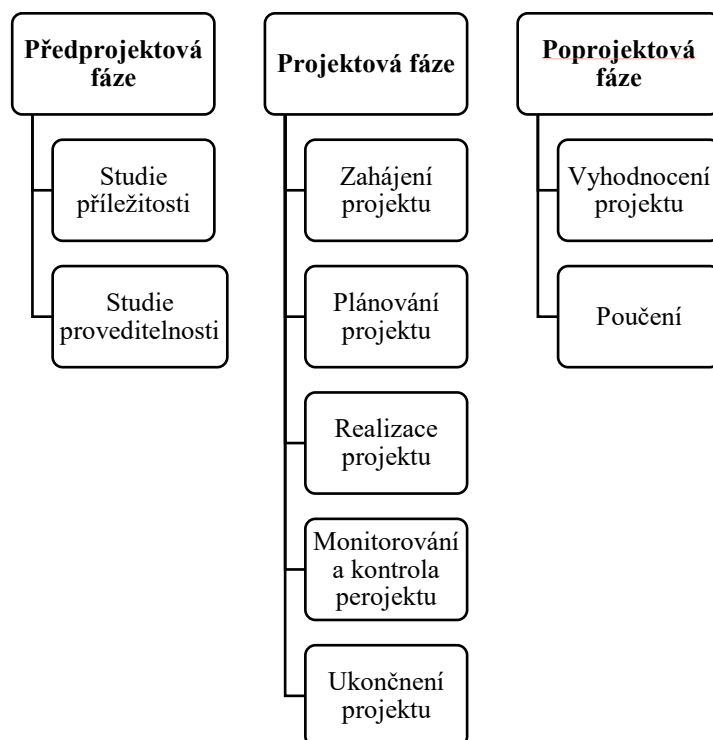 Předprojektová
fáze
Studie
příležitosti
Studie
proveditelnosti
Projektová fáze
Zahájení
projektu
Plánování
projektu
Realizace
projektu
Monitorování
a kontrola
perojektu
Ukončnení
projektu
Poprojektová
fáze
Vyhodnocení
projektu
Poučení